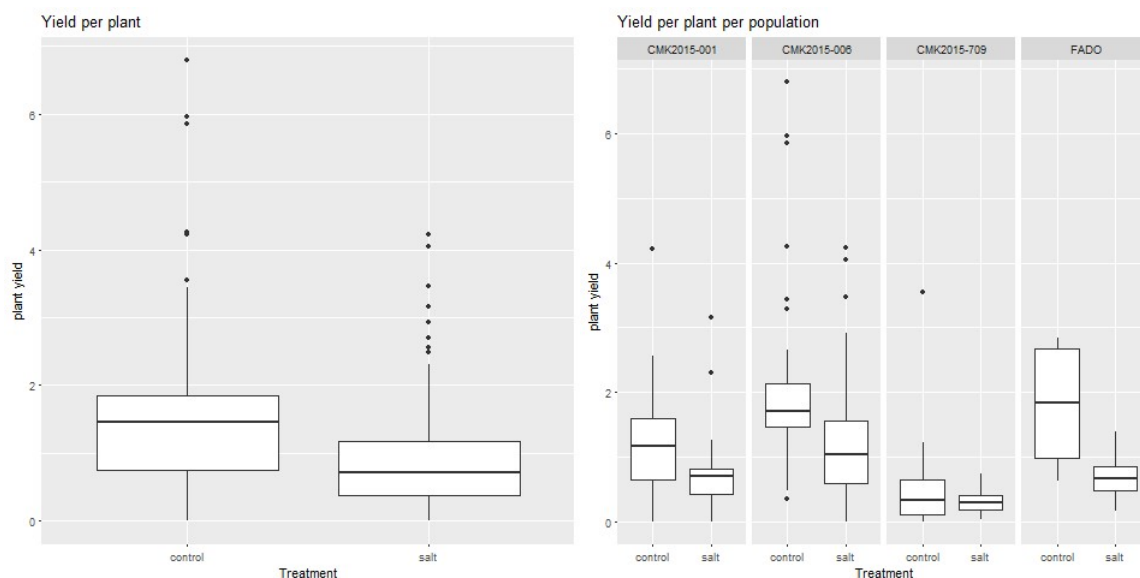 Yield per plant
plant yield
6
4
2
0
control salt
Treatment
Yield per plant per population
CMK2015-001 CMK2015-006 CMK2015-709 FADO
plant yield
6
4
2
0
control salt control salt control salt control salt
Treatment